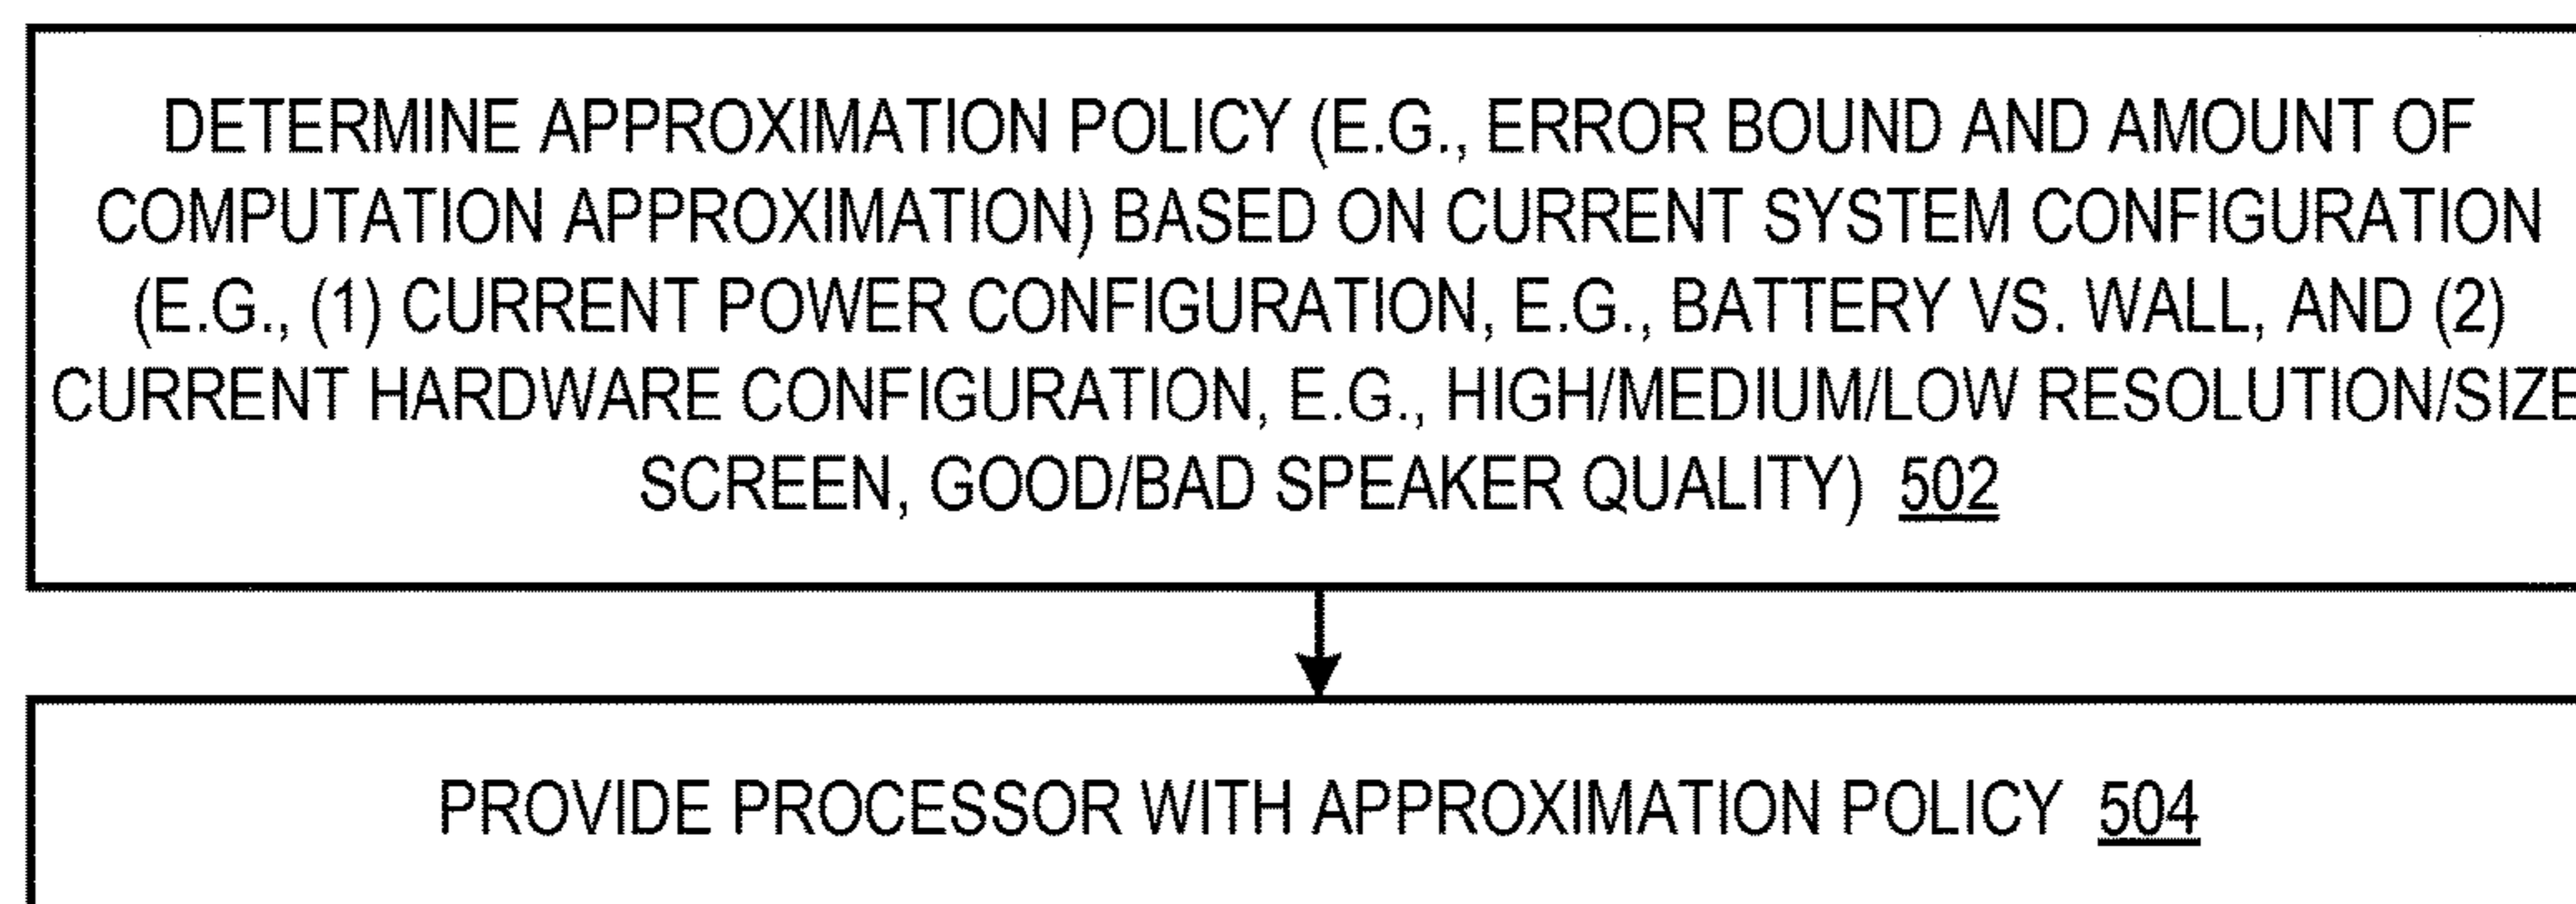 DETERMINE APPROXIMATION POLICY (E.G., ERROR BOUND AND AMOUNT OF
COMPUTATION APPROXIMATION) BASED ON CURRENT SYSTEM CONFIGURATION
(E.G., (1) CURRENT POWER CONFIGURATION, E.G., BATTERY VS. WALL, AND (2)
CURRENT HARDWARE CONFIGURATION, E.G., HIGH/MEDIUM/LOW RESOLUTION/SIZE
SCREEN, GOOD/BAD SPEAKER QUALITY) 502
PROVIDE PROCESSOR WITH APPROXIMATION POLICY 504